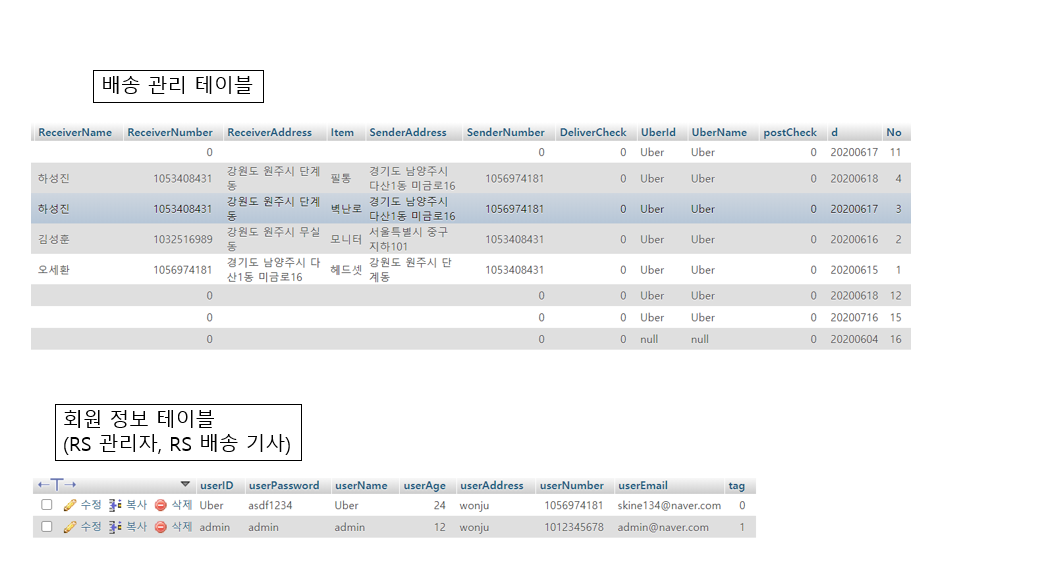 배송 관리 테이블
ReceiverName ReceiverNumber ReceiverAddress Item SenderAddress SenderNumber DeliverCheck UberId UberName postCheck d No
0 0 0 Uber Uber 0 20200617 11
하성진 1053408431 강원도 원주시 단계동 필통 경기도 남양주시 다산1동 미금로16 1056974181 0 Uber Uber 0 20200618 4
하성진 1053408431 강원도 원주시 단계동 벽난로 경기도 남양주시 다산1동 미금로16 1056974181 0 Uber Uber 0 20200617 3
김성훈 1032516989 강원도 원주시 무실동 모니터 서울특별시 중구 지하101 1053408431 0 Uber Uber 0 20200616 2
오세환 1056974181 경기도 남양주시 다산1동 미금로16 헤드셋 강원도 원주시 단계동 1053408431 0 Uber Uber 0 20200615 1
0 0 0 Uber Uber 0 20200618 12
0 0 0 Uber Uber 0 20200716 15
0 0 0 null null 0 20200604 16
회원 정보 테이블
(RS 관리자, RS 배송 기사)
userID userPassword userName userAge userAddress userNumber userEmail tag
수정 복사 삭제 Uber asdf1234 Uber 24 wonju 1056974181 skine134@naver.com 0
수정 복사 삭제 admin admin admin 12 wonju 1012345678 admin@naver.com 1